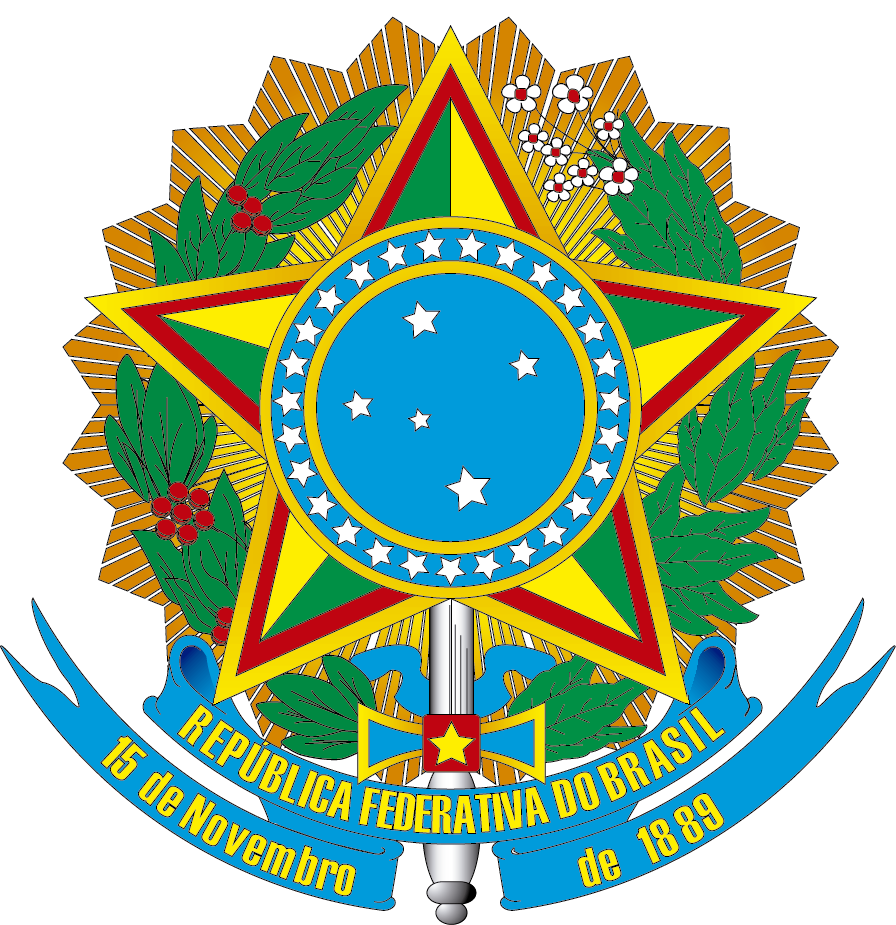 REPÚBLICA FEDERATIVA DO BRASIL
15 de Novembro de 1889